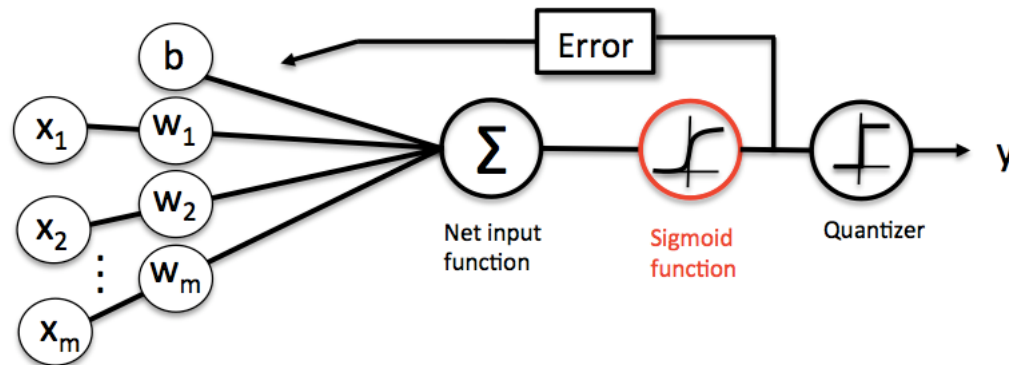 Error
b
x₁
w₁
Σ
y
x₂
w₂
wₘ
xₘ
Net input
function
Sigmoid
function
Quantizer